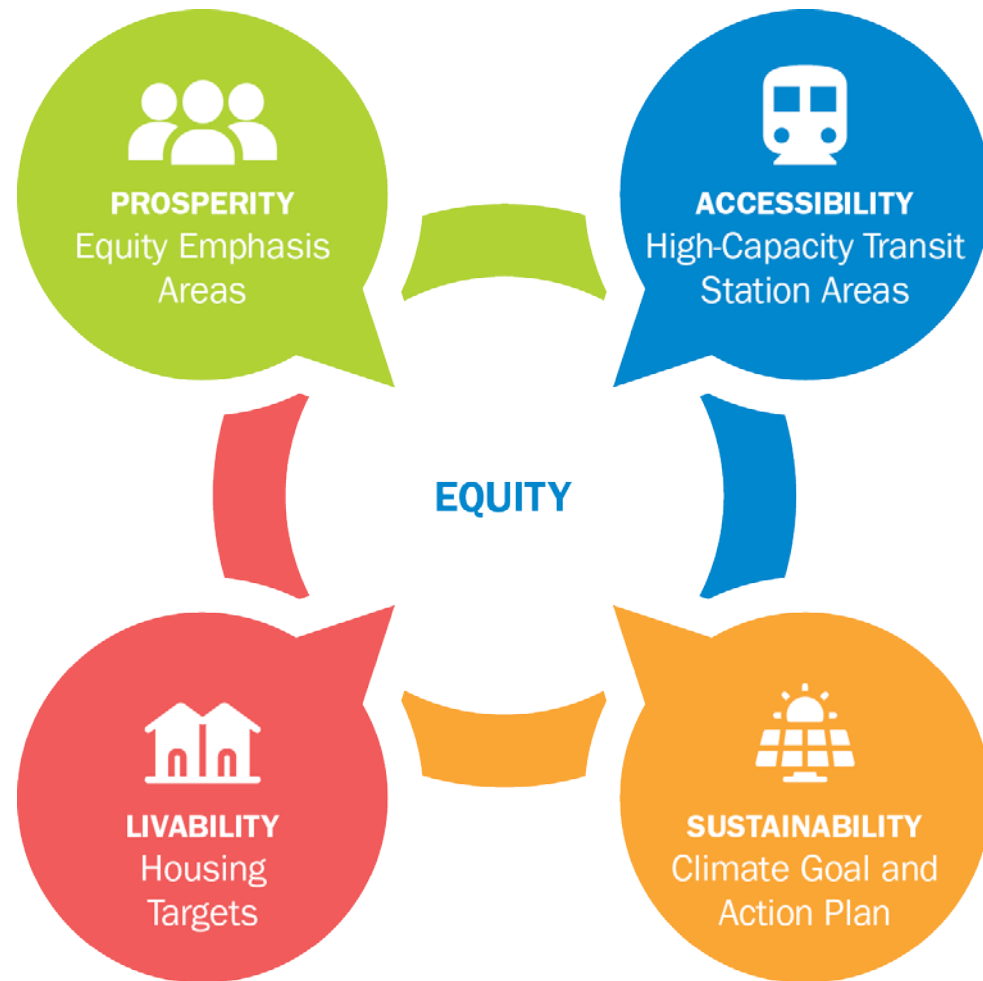 PROSPERITY
Equity Emphasis
Areas
ACCESSIBILITY
High-Capacity Transit
Station Areas
EQUITY
LIVABILITY
Housing
Targets
SUSTAINABILITY
Climate Goal and
Action Plan